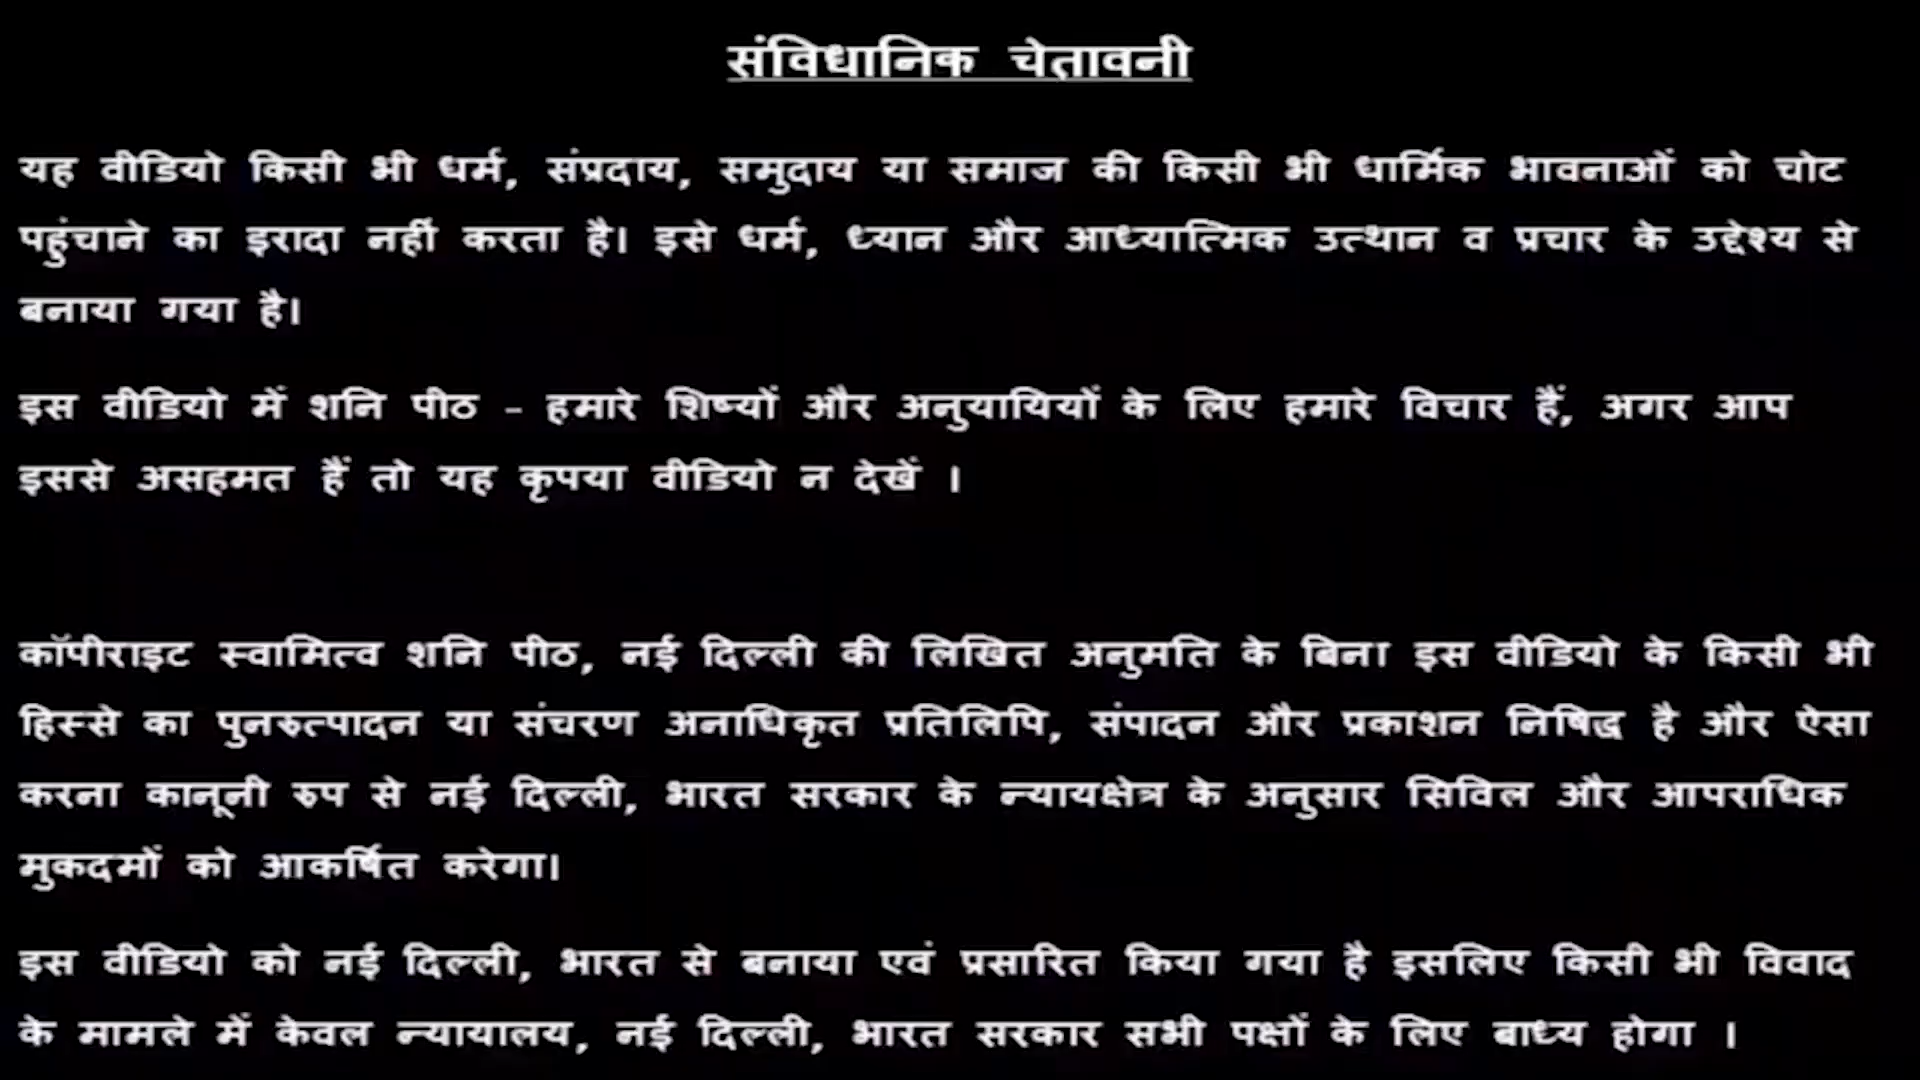 संविधानिक चेतावनी
यह वीडियो किसी भी धर्म, संप्रदाय, समुदाय या समाज की किसी भी धार्मिक भावनाओं को चोट
पहुंचाने का इरादा नहीं करता है। इसे धर्म, ध्यान और आध्यात्मिक उत्थान व प्रचार के उद्देश्य से
बनाया गया है।
इस वीडियो में शनि पीठ - हमारे शिष्यों और अनुयायियों के लिए हमारे विचार हैं, अगर आप
इससे असहमत हैं तो यह कृपया वीडियो न देखें ।
कॉपीराइट स्वामित्व शनि पीठ, नई दिल्ली की लिखित अनुमति के बिना इस वीडियो के किसी भी
हिस्से का पुनरुत्पादन या संचरण अनाधिकृत प्रतिलिपि, संपादन और प्रकाशन निषिद्ध है और ऐसा
करना कानूनी रुप से नई दिल्ली, भारत सरकार के न्यायक्षेत्र के अनुसार सिविल और आपराधिक
मुकदमों को आकर्षित करेगा।
इस वीडियो को नई दिल्ली, भारत से बनाया एवं प्रसारित किया गया है इसलिए किसी भी विवाद
के मामले में केवल न्यायालय, नई दिल्ली, भारत सरकार सभी पक्षों के लिए बाध्य होगा ।